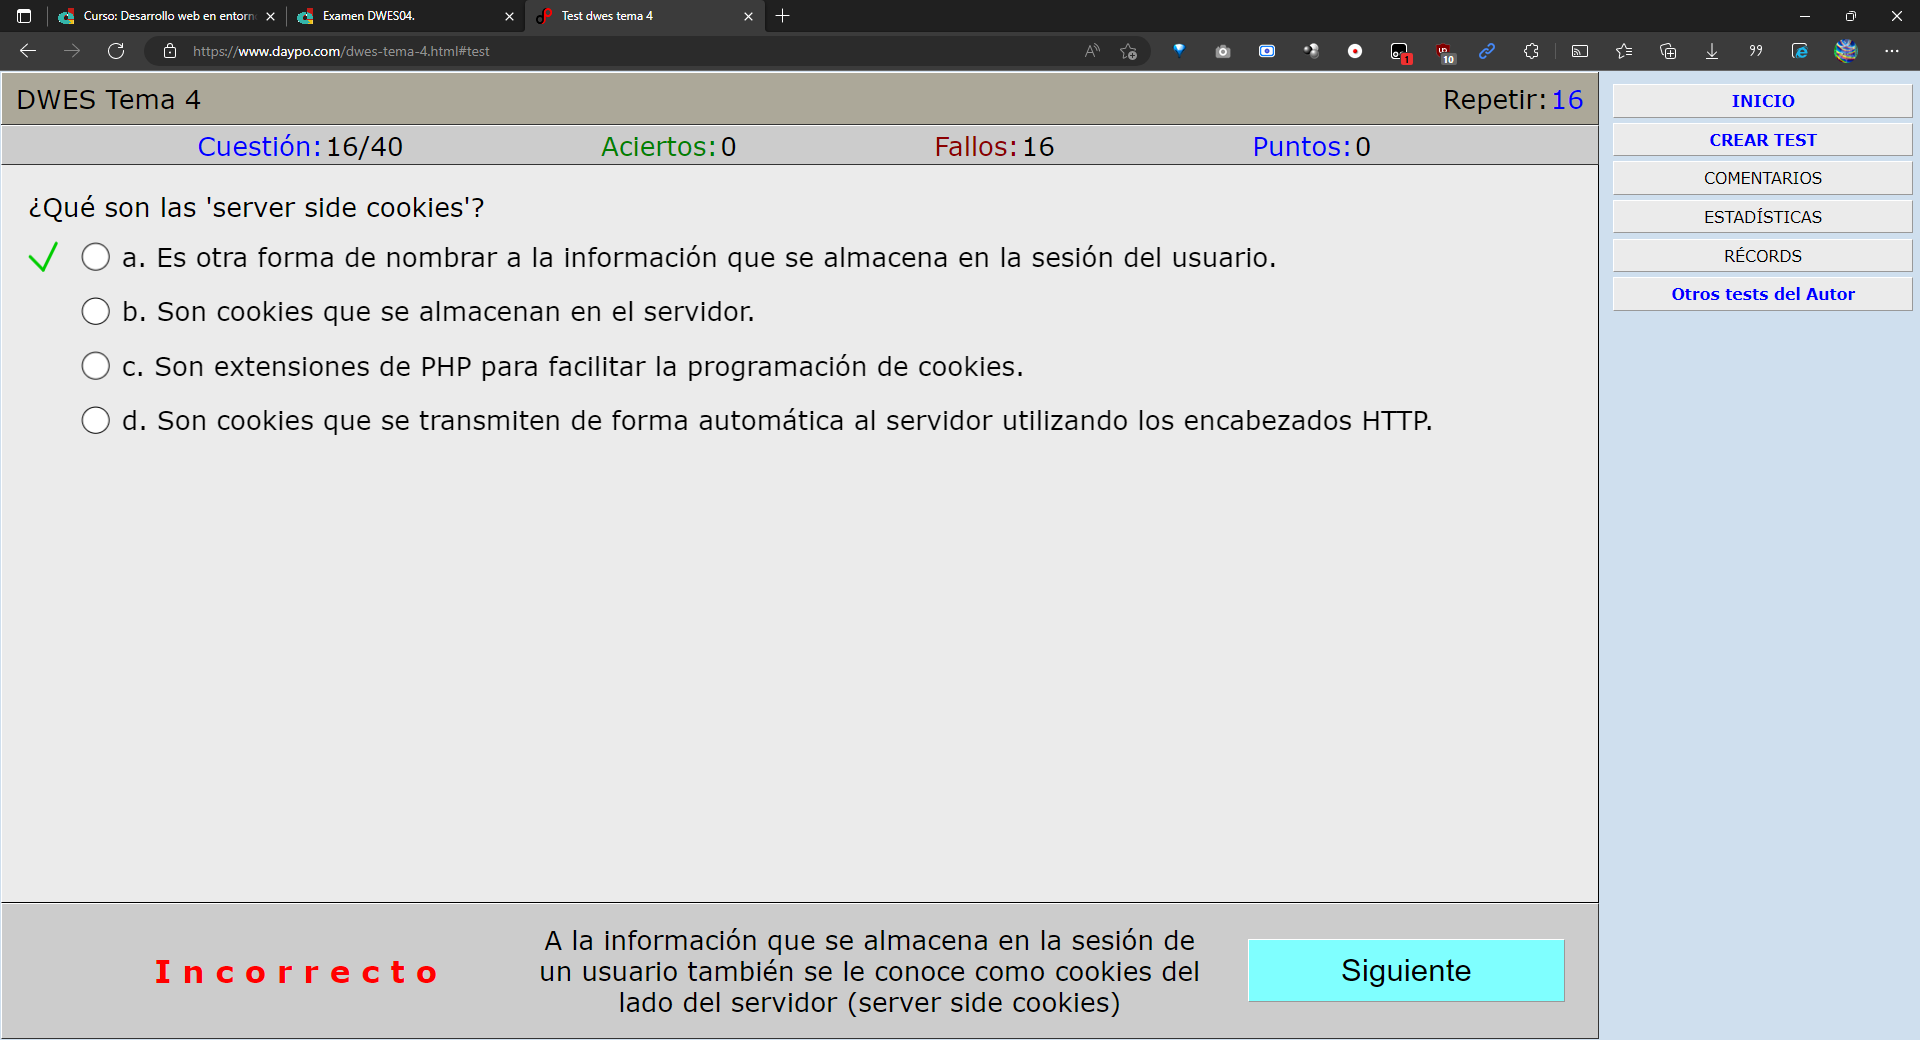 Curso: Desarrollo web en entorn
Examen DWES04.
Test dwes tema 4
https://www.daypo.com/dwes-tema-4.html#test
1
10
DWES Tema 4
Repetir: 16
Cuestión: 16/40
Aciertos: 0
Fallos: 16
Puntos: 0
¿Qué son las 'server side cookies'?
a. Es otra forma de nombrar a la información que se almacena en la sesión del usuario.
b. Son cookies que se almacenan en el servidor.
c. Son extensiones de PHP para facilitar la programación de cookies.
d. Son cookies que se transmiten de forma automática al servidor utilizando los encabezados HTTP.
Incorrecto
A la información que se almacena en la sesión de
un usuario también se le conoce como cookies del
lado del servidor (server side cookies)
Siguiente
INICIO
CREAR TEST
COMENTARIOS
ESTADÍSTICAS
RÉCORDS
Otros tests del Autor